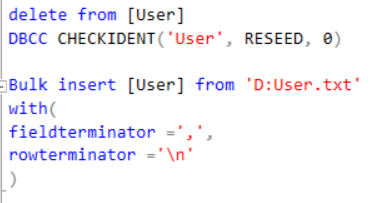 delete from [User]
DBCC CHECKIDENT('User', RESEED, 0)
Bulk insert [User] from 'D:User.txt'
with(
fieldterminator =',',
rowterminator ='\n'
)